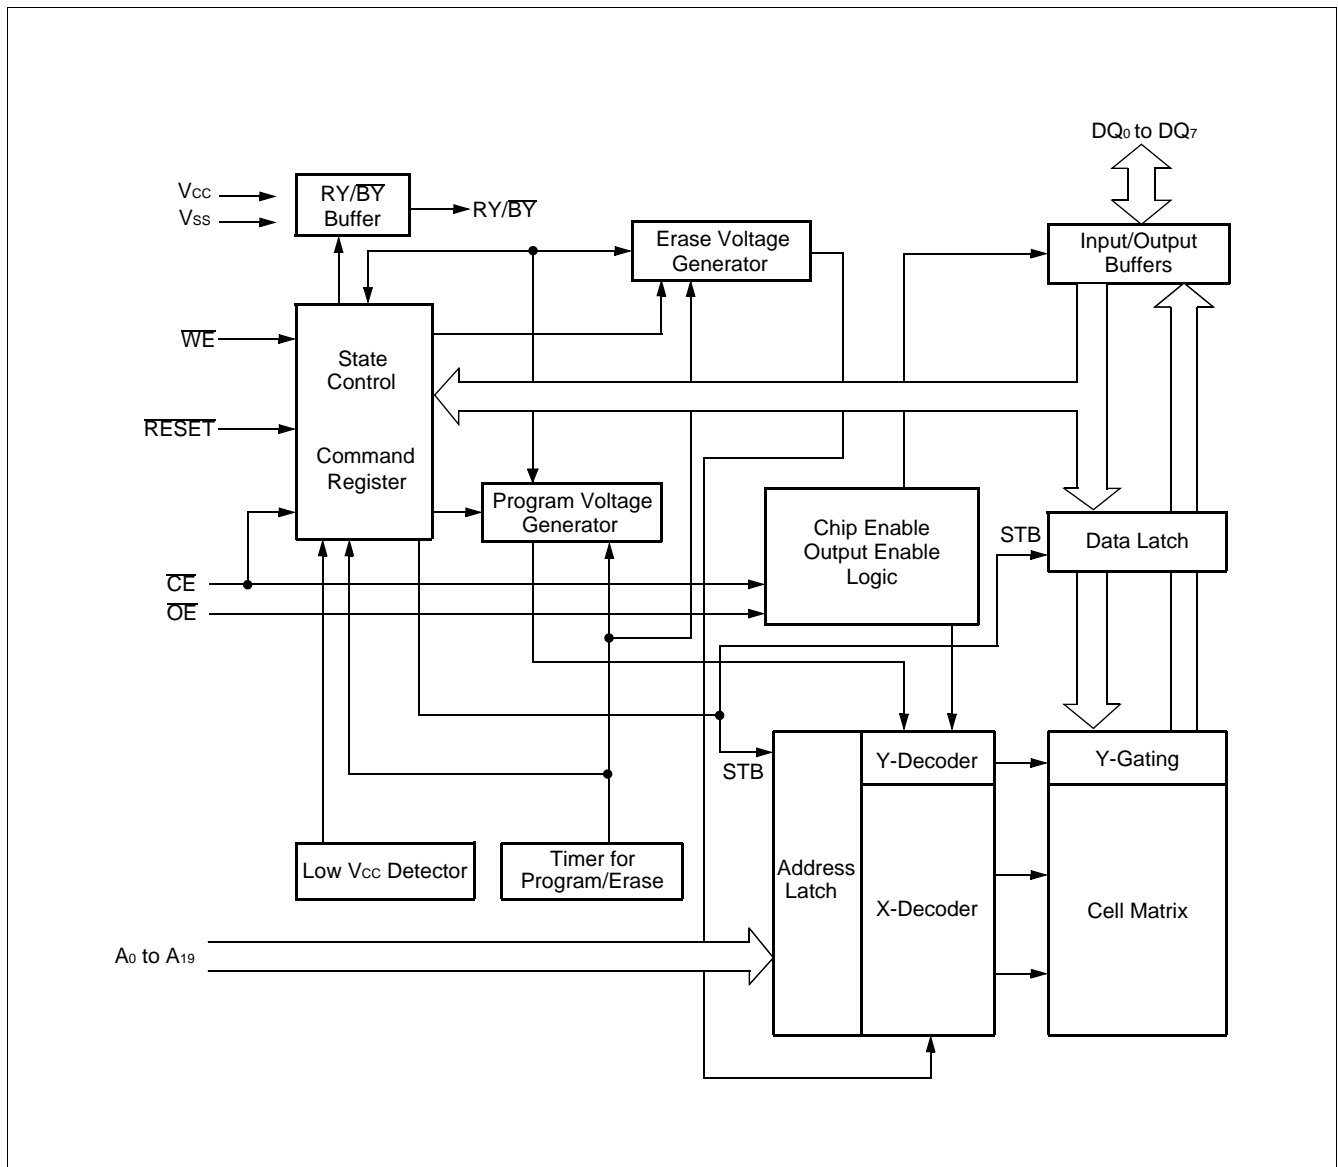 DQ0 to DQ7
VCC
VSS
RY/BY
Buffer
RY/BY
Erase Voltage
Generator
Input/Output
Buffers
WE
State
Control
RESET
Command
Register
Program Voltage
Generator
Chip Enable
Output Enable
Logic
STB
Data Latch
CE
OE
STB
Y-Decoder
Y-Gating
Low VCC Detector
Timer for
Program/Erase
Address
Latch
X-Decoder
Cell Matrix
A0 to A19